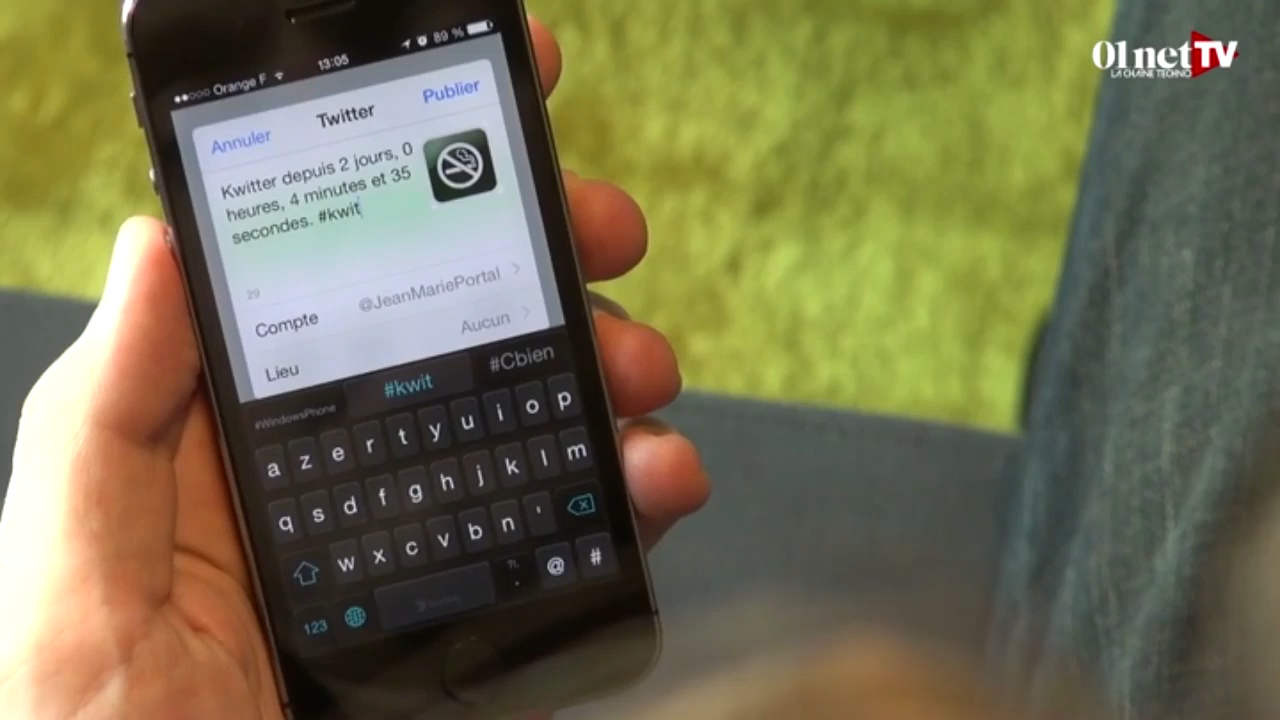 01netTV
LA CHAINE TECHNO
Orange F 13:05 89 %
Annuler Twitter Publier
Kwitter depuis 2 jours, 0
heures, 4 minutes et 35
secondes. #kwit
29
Compte @JeanMariePortal
Lieu Aucun
#WindowsPhone #kwit #Cbien
a z e r t y u i o p
q s d f g h j k l m
w x c v b n '
123 . @ #